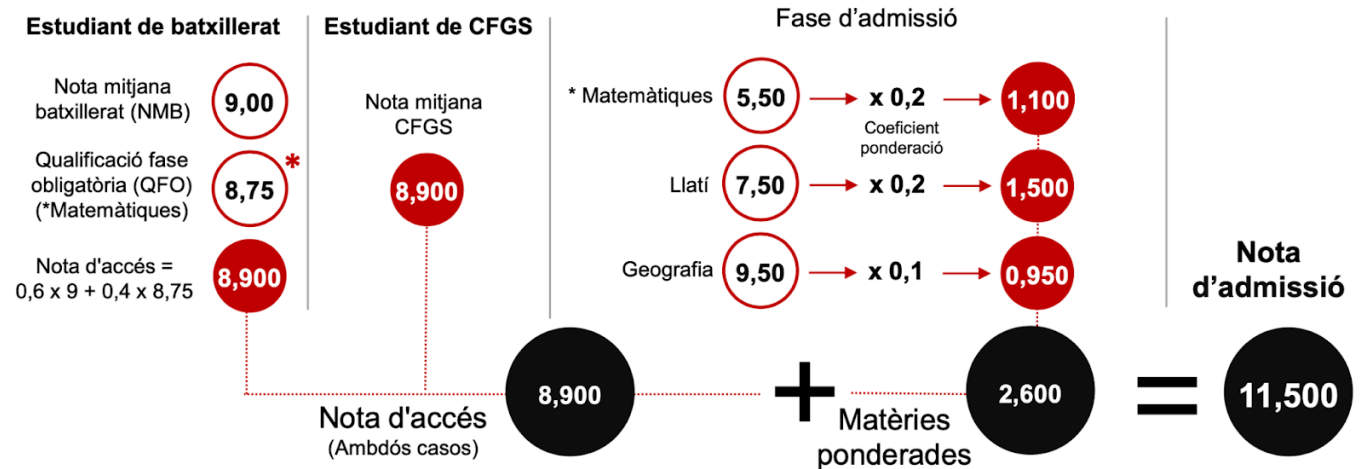 Estudiant de batxillerat
Nota mitjana
batxillerat (NMB)
9,00
Qualificació fase
obligatòria (QFO)
(*Matemàtiques)
8,75
*
Nota d'accés =
0,6 x 9 + 0,4 x 8,75
8,900
Estudiant de CFGS
Nota mitjana
CFGS
8,900
Fase d’admissió
* Matemàtiques
5,50
x 0,2
1,100
Coeficient
ponderació
Llatí
7,50
x 0,2
1,500
Geografia
9,50
x 0,1
0,950
Nota d'accés
(Ambdós casos)
8,900
+
Matèries
ponderades
2,600
=
Nota
d’admissió
11,500